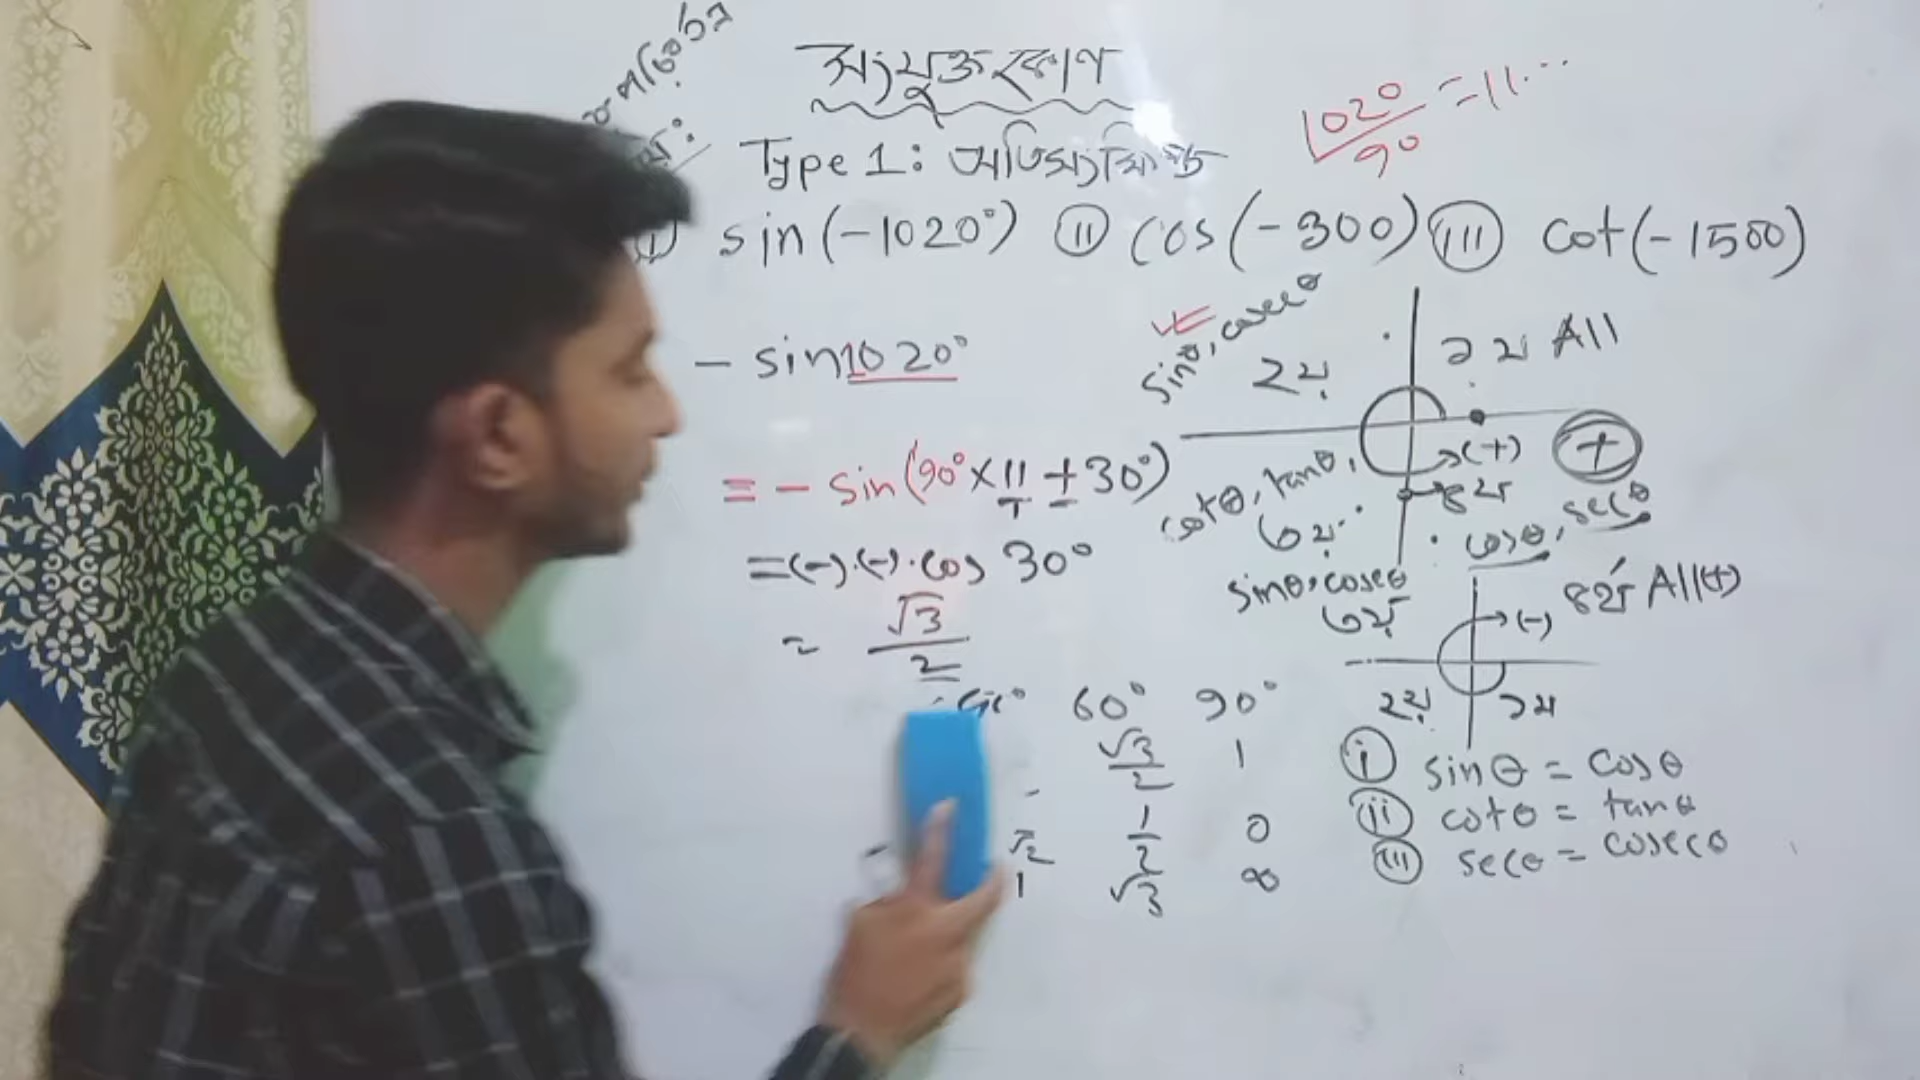 সংযুক্ত কোণ
1020/90 = 11...
Type 1: অতিসংক্ষিপ্ত
i sin(-1020°) ii cos(-300) iii cot(-1500)
- sin1020°
= - sin(90°×11 + 30°)
= (-)·(-)·cos 30°
= √3/2
sinθ, cosecθ
২য়
১ম All
(+)
+
cotθ, tanθ,
৩য়
৪র্থ
cosθ, secθ
sinθ, cosecθ
৩য়
(-)
৪র্থ All(+)
২য়
১ম
60° 90°
√3/2 1
1/2 0
1 √3 ∞
i sinθ = cosθ
ii cotθ = tanθ
iii secθ = cosecθ